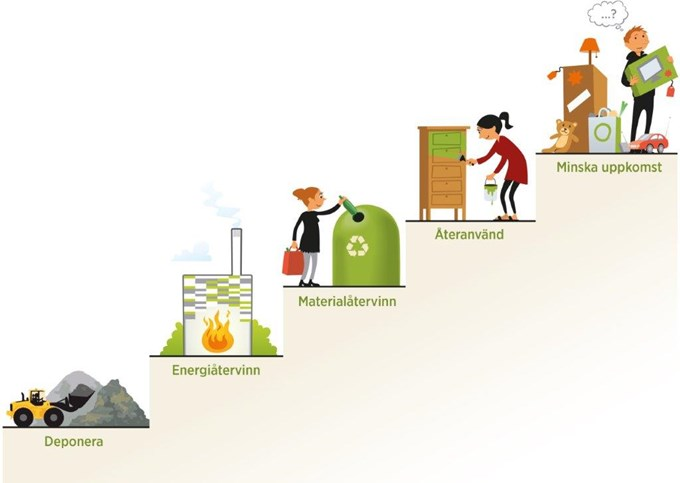 ...?
Minska uppkomst
Återanvänd
Materialåtervinn
Energiåtervinn
Deponera